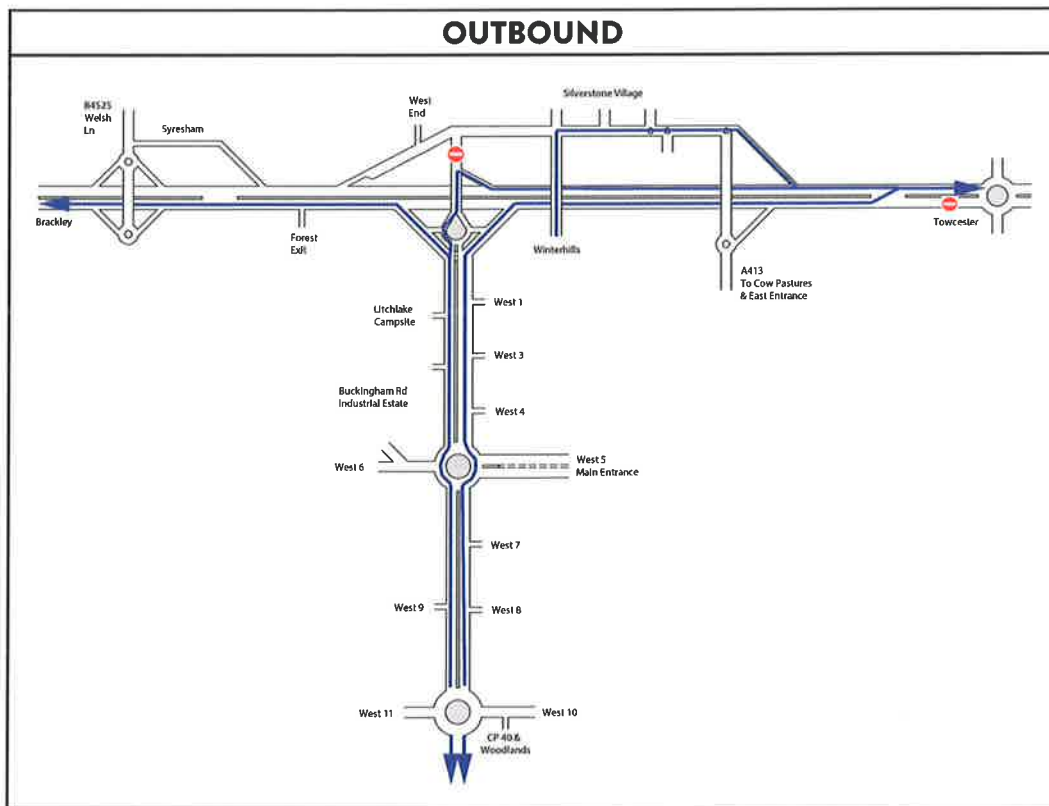 OUTBOUND
Silverstone Village
B4525
Welsh
Ln
West
End
Syresham
Brackley
Forest
Exit
Winterhills
Towcester
A413
To Cow Pastures
& East Entrance
Litchlake
Campsite
West 1
West 3
Buckingham Rd
Industrial Estate
West 4
West 6
West 5
Main Entrance
West 7
West 9
West 8
West 11
West 10
CP 40 &
Woodlands